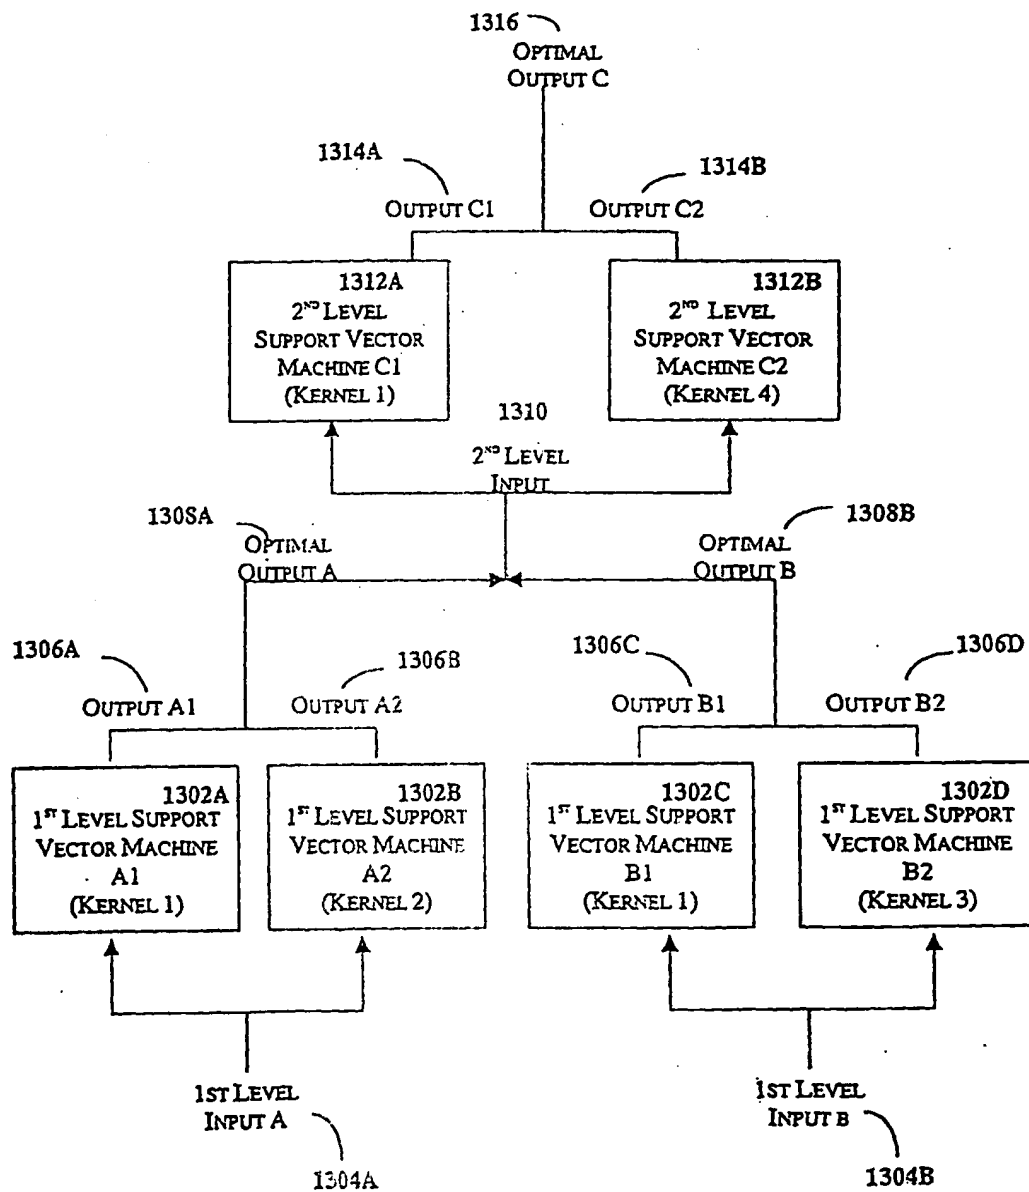 1316
OPTIMAL
OUTPUT C
1314A
1314B
OUTPUT C1
OUTPUT C2
1312A
2ND LEVEL
SUPPORT VECTOR
MACHINE C1
(KERNEL 1)
1312B
2ND LEVEL
SUPPORT VECTOR
MACHINE C2
(KERNEL 4)
1310
2ND LEVEL
INPUT
1308A
OPTIMAL
OUTPUT A
1308B
OPTIMAL
OUTPUT B
1306A
OUTPUT A1
1306B
OUTPUT A2
1306C
OUTPUT B1
1306D
OUTPUT B2
1302A
1ST LEVEL SUPPORT
VECTOR MACHINE
A1
(KERNEL 1)
1302B
1ST LEVEL SUPPORT
VECTOR MACHINE
A2
(KERNEL 2)
1302C
1ST LEVEL SUPPORT
VECTOR MACHINE
B1
(KERNEL 1)
1302D
1ST LEVEL SUPPORT
VECTOR MACHINE
B2
(KERNEL 3)
1ST LEVEL
INPUT A
1304A
1ST LEVEL
INPUT B
1304B